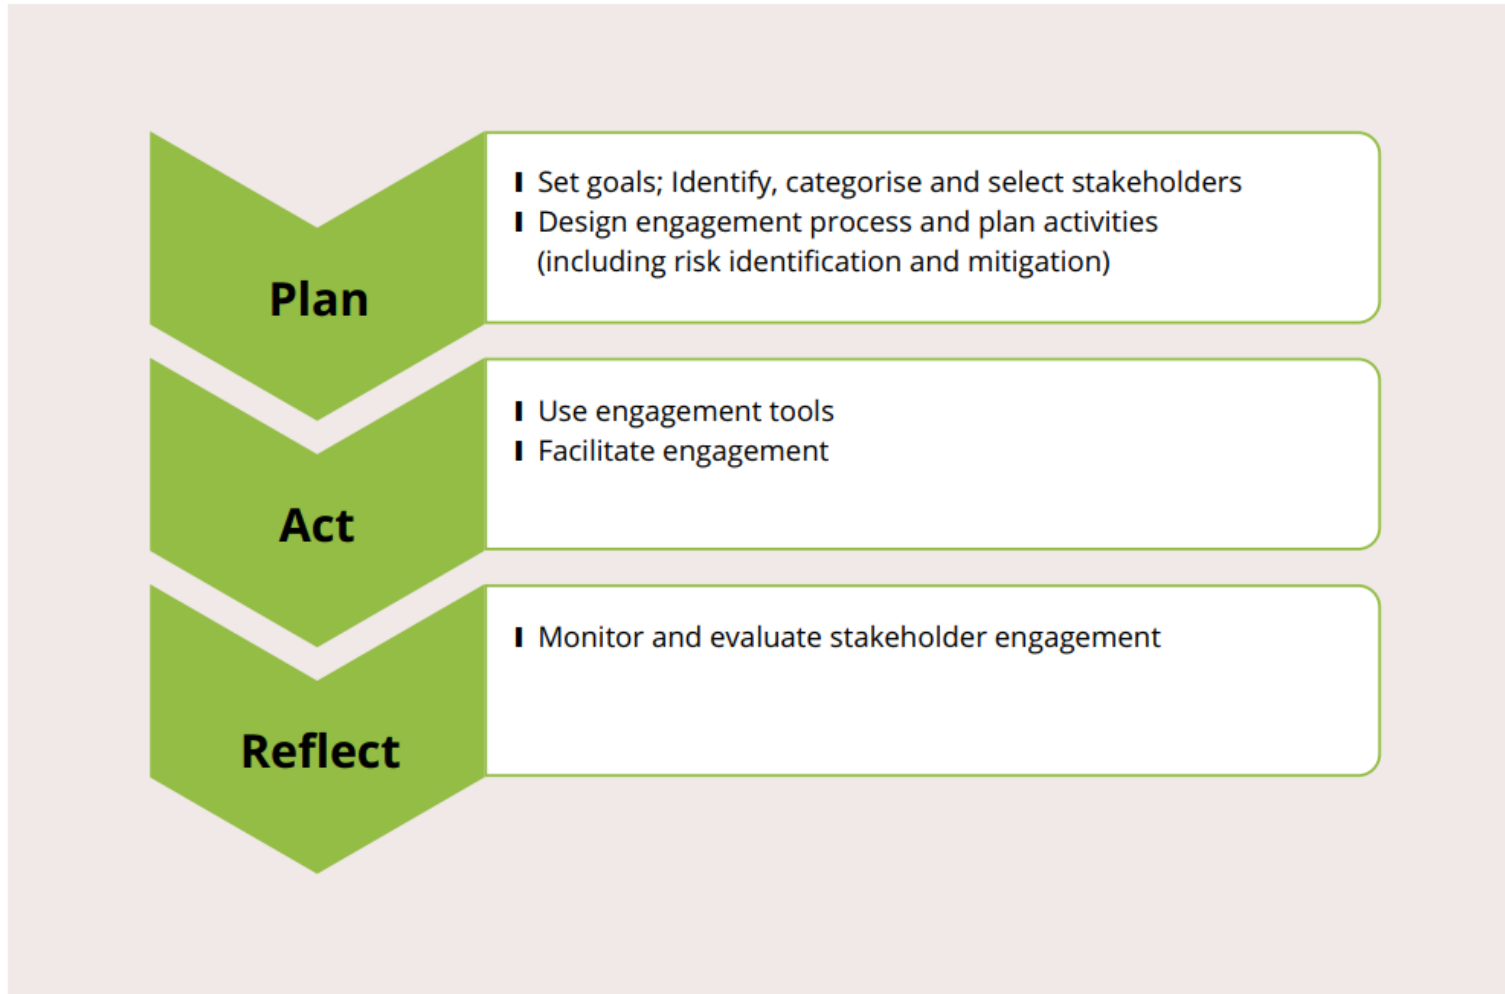 Plan
Set goals; Identify, categorise and select stakeholders
Design engagement process and plan activities
(including risk identification and mitigation)
Act
Use engagement tools
Facilitate engagement
Reflect
Monitor and evaluate stakeholder engagement